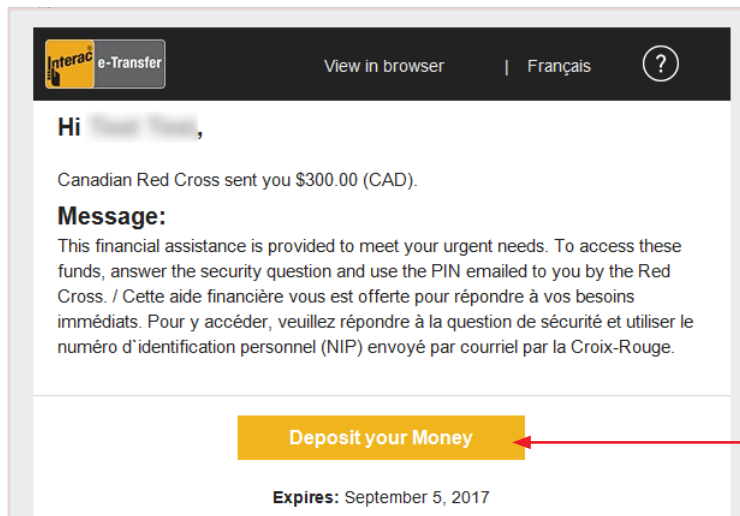 Interac e-Transfer
View in browser | Français ?
Hi ,
Canadian Red Cross sent you $300.00 (CAD).
Message:
This financial assistance is provided to meet your urgent needs. To access these
funds, answer the security question and use the PIN emailed to you by the Red
Cross. / Cette aide financière vous est offerte pour répondre à vos besoins
immédiats. Pour y accéder, veuillez répondre à la question de sécurité et utiliser le
numéro d`identification personnel (NIP) envoyé par courriel par la Croix-Rouge.
Deposit your Money
Expires: September 5, 2017